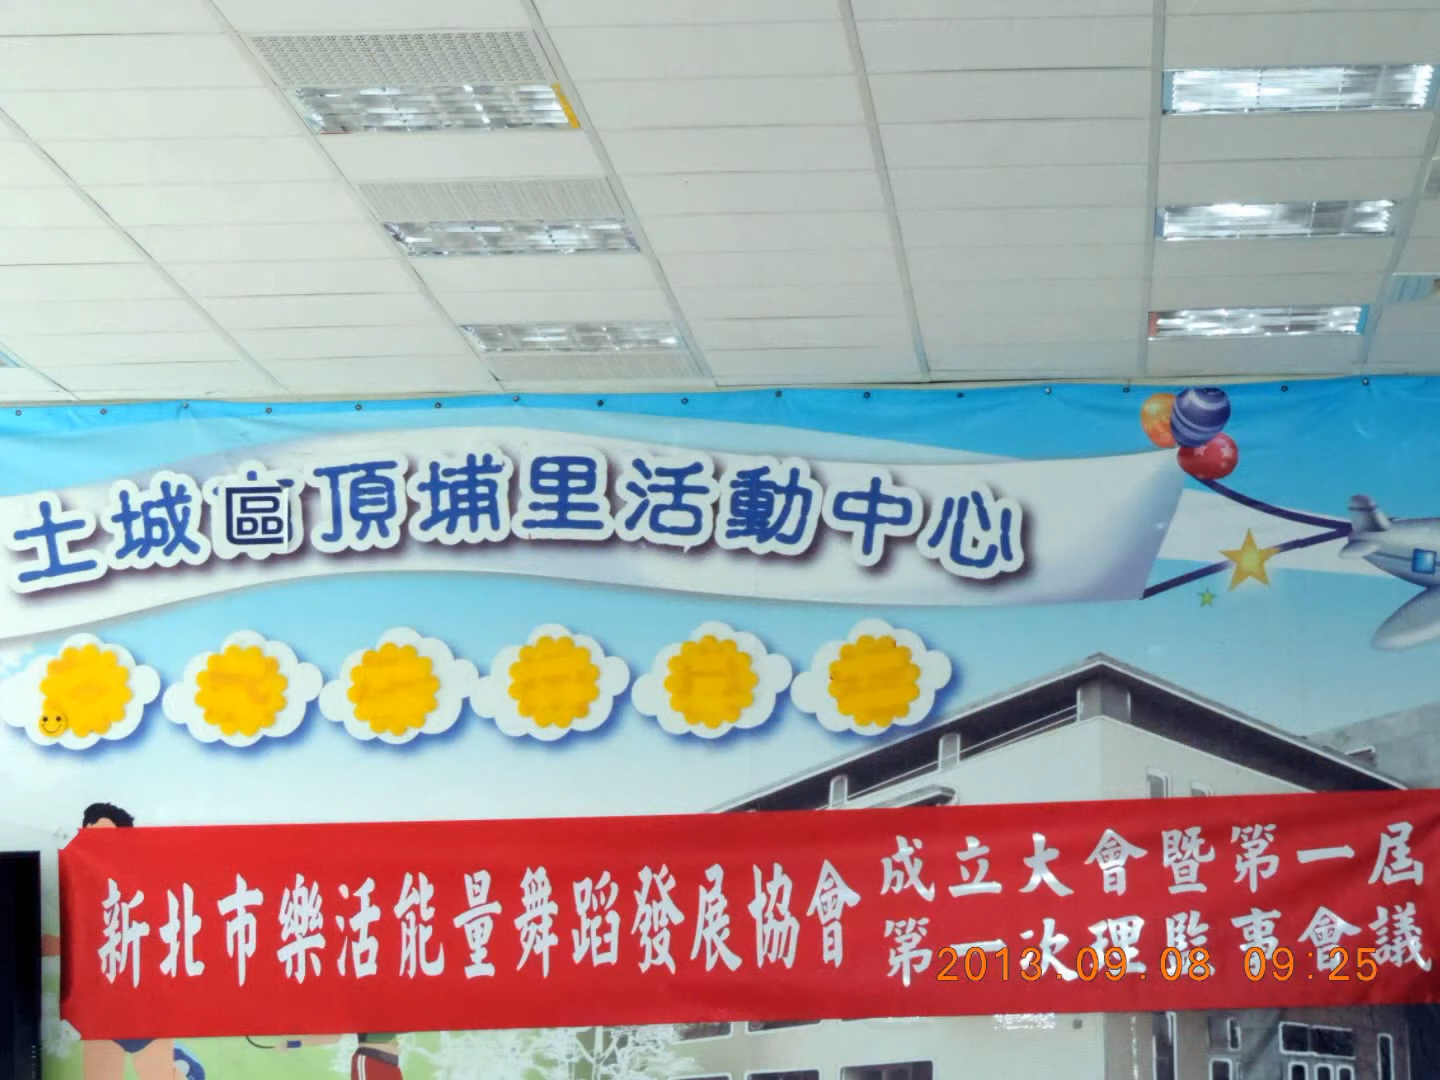 土城區頂埔里活動中心
新北市樂活能量舞蹈發展協會
成立大會暨第一屆
第一次理監事會議
2013.09.08 09:25